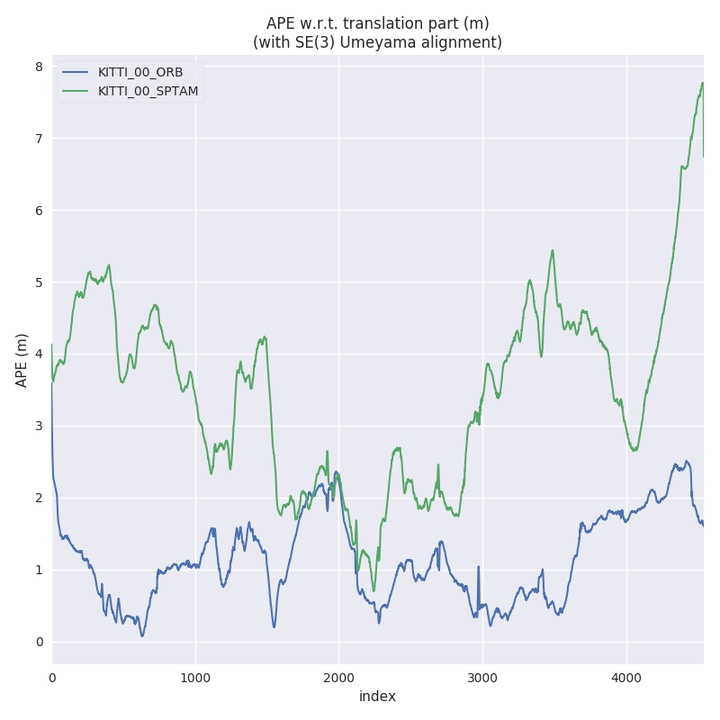 APE w.r.t. translation part (m)
(with SE(3) Umeyama alignment)
KITTI_00_ORB
KITTI_00_SPTAM
8
7
6
5
4
3
2
1
0
APE (m)
0 1000 2000 3000 4000
index